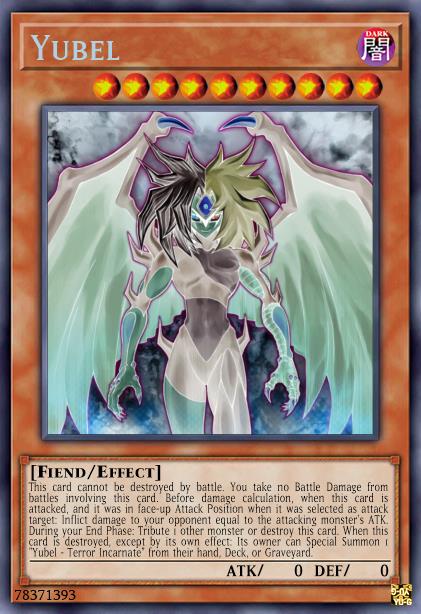 YUBEL
DARK
闇
[FIEND/EFFECT]
This card cannot be destroyed by battle. You take no Battle Damage from
battles involving this card. Before damage calculation, when this card is
attacked, and it was in face-up Attack Position when it was selected as attack
target: Inflict damage to your opponent equal to the attacking monster's ATK.
During your End Phase: Tribute 1 other monster or destroy this card. When this
card is destroyed, except by its own effect: Its owner can Special Summon 1
"Yubel - Terror Incarnate" from their hand, Deck, or Graveyard.
ATK/ 0 DEF/ 0
78371393